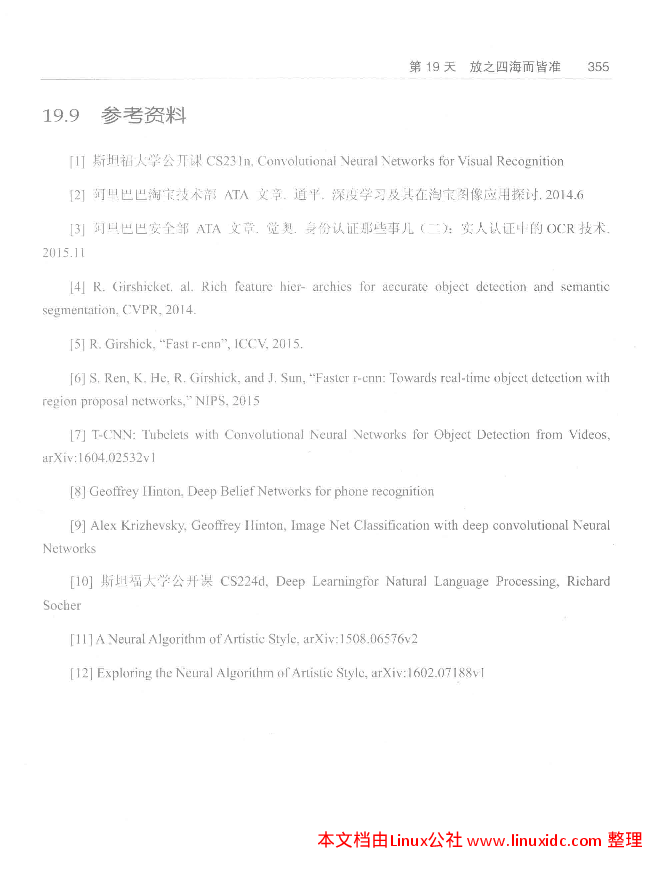 第 19 天 放之四海而皆准 355
19.9 参考资料
[1] 斯坦福大学公开课 CS231n, Convolutional Neural Networks for Visual Recognition
[2] 阿里巴巴淘宝技术部 ATA 文章. 道平. 深度学习及其在淘宝图像应用探讨. 2014.6
[3] 阿里巴巴安全部 ATA 文章. 觉奥. 身份认证那些事儿（二）：实人认证中的 OCR 技术.
2015.11
[4] R. Girshicket. al. Rich feature hier- archies for accurate object detection and semantic
segmentation, CVPR, 2014.
[5] R. Girshick, “Fast r-cnn”, ICCV, 2015.
[6] S. Ren, K. He, R. Girshick, and J. Sun, “Faster r-cnn: Towards real-time object detection with
region proposal networks,” NIPS, 2015
[7] T-CNN: Tubelets with Convolutional Neural Networks for Object Detection from Videos,
arXiv:1604.02532v1
[8] Geoffrey Hinton, Deep Belief Networks for phone recognition
[9] Alex Krizhevsky, Geoffrey Hinton, Image Net Classification with deep convolutional Neural
Networks
[10] 斯坦福大学公开课 CS224d, Deep Learningfor Natural Language Processing, Richard
Socher
[11] A Neural Algorithm of Artistic Style, arXiv:1508.06576v2
[12] Exploring the Neural Algorithm of Artistic Style, arXiv:1602.07188v1
本文档由Linux公社 www.linuxidc.com 整理